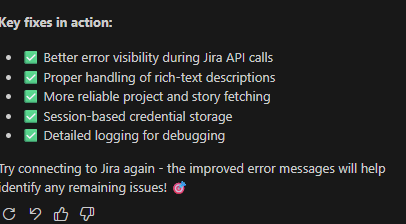 Key fixes in action:
• ✅ Better error visibility during Jira API calls
• ✅ Proper handling of rich-text descriptions
• ✅ More reliable project and story fetching
• ✅ Session-based credential storage
• ✅ Detailed logging for debugging
Try connecting to Jira again - the improved error messages will help
identify any remaining issues! 🎯